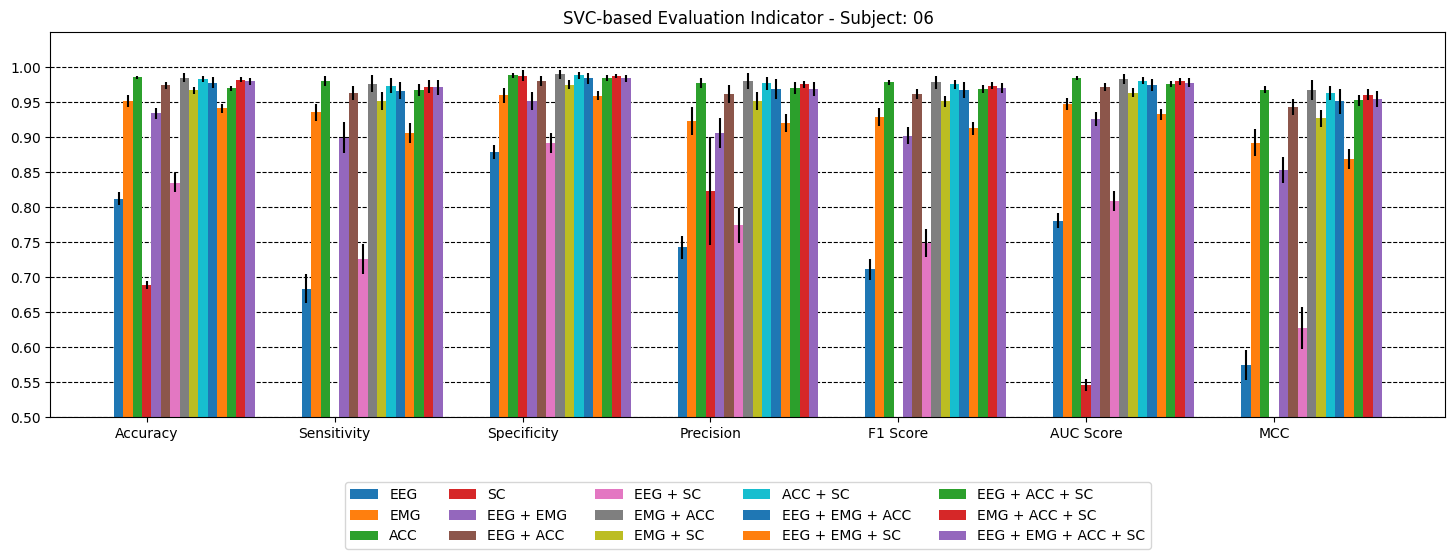 SVC-based Evaluation Indicator - Subject: 06
1.00
0.95
0.90
0.85
0.80
0.75
0.70
0.65
0.60
0.55
0.50
Accuracy Sensitivity Specificity Precision F1 Score AUC Score MCC
EEG SC EEG + SC ACC + SC EEG + ACC + SC
EMG EEG + EMG EMG + ACC EEG + EMG + ACC EMG + ACC + SC
ACC EEG + ACC EMG + SC EEG + EMG + SC EEG + EMG + ACC + SC